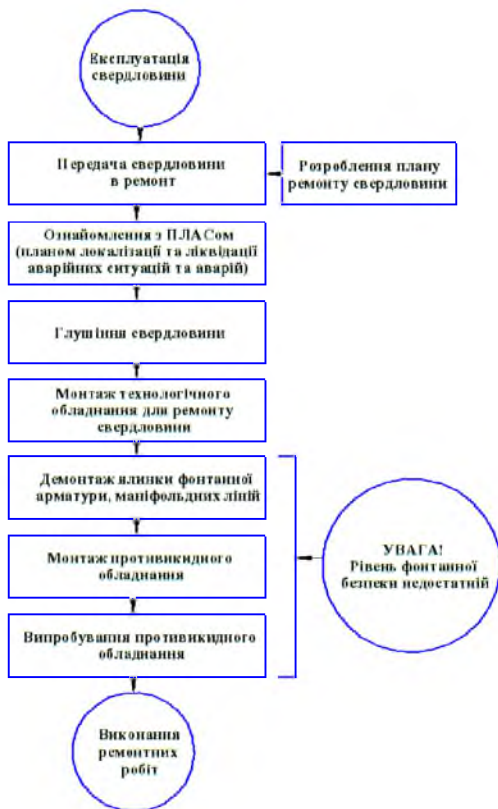 Експлуатація
свердловини
Передача свердловини
в ремонт
Розроблення плану
ремонту свердловини
Ознайомлення з ПЛАСом
(планом локалізації та ліквідації
аварійних ситуацій та аварій)
Глушіння свердловини
Монтаж технологічного
обладнання для ремонту
свердловини
Демонтаж ялинки фонтанної
арматури, маніфольдних ліній
Монтаж противикидного
обладнання
УВАГА!
Рівень фонтанної
безпеки недостатній
Випробування противикидного
обладнання
Виконання
ремонтних
робіт